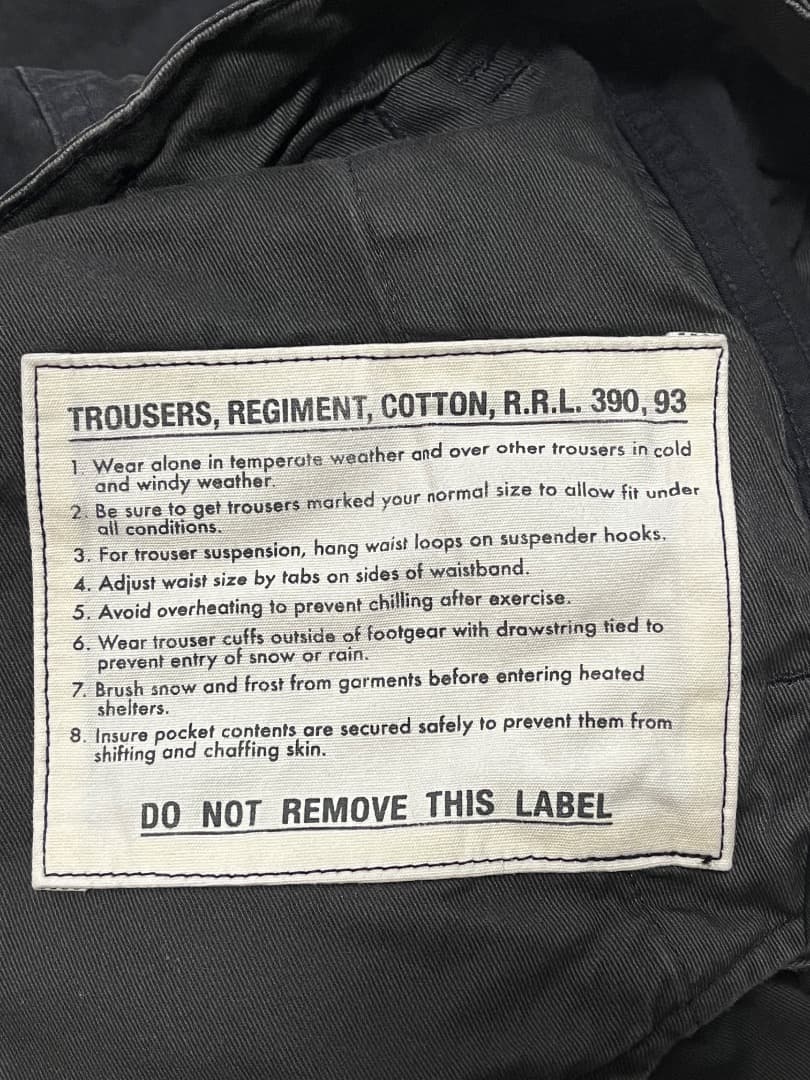 TROUSERS, REGIMENT, COTTON, R.R.L. 390, 93
1. Wear alone in temperate weather and over other trousers in cold
and windy weather.
2. Be sure to get trousers marked your normal size to allow fit under
all conditions.
3. For trouser suspension, hang waist loops on suspender hooks.
4. Adjust waist size by tabs on sides of waistband.
5. Avoid overheating to prevent chilling after exercise.
6. Wear trouser cuffs outside of footgear with drawstring tied to
prevent entry of snow or rain.
7. Brush snow and frost from garments before entering heated
shelters.
8. Insure pocket contents are secured safely to prevent them from
shifting and chaffing skin.
DO NOT REMOVE THIS LABEL